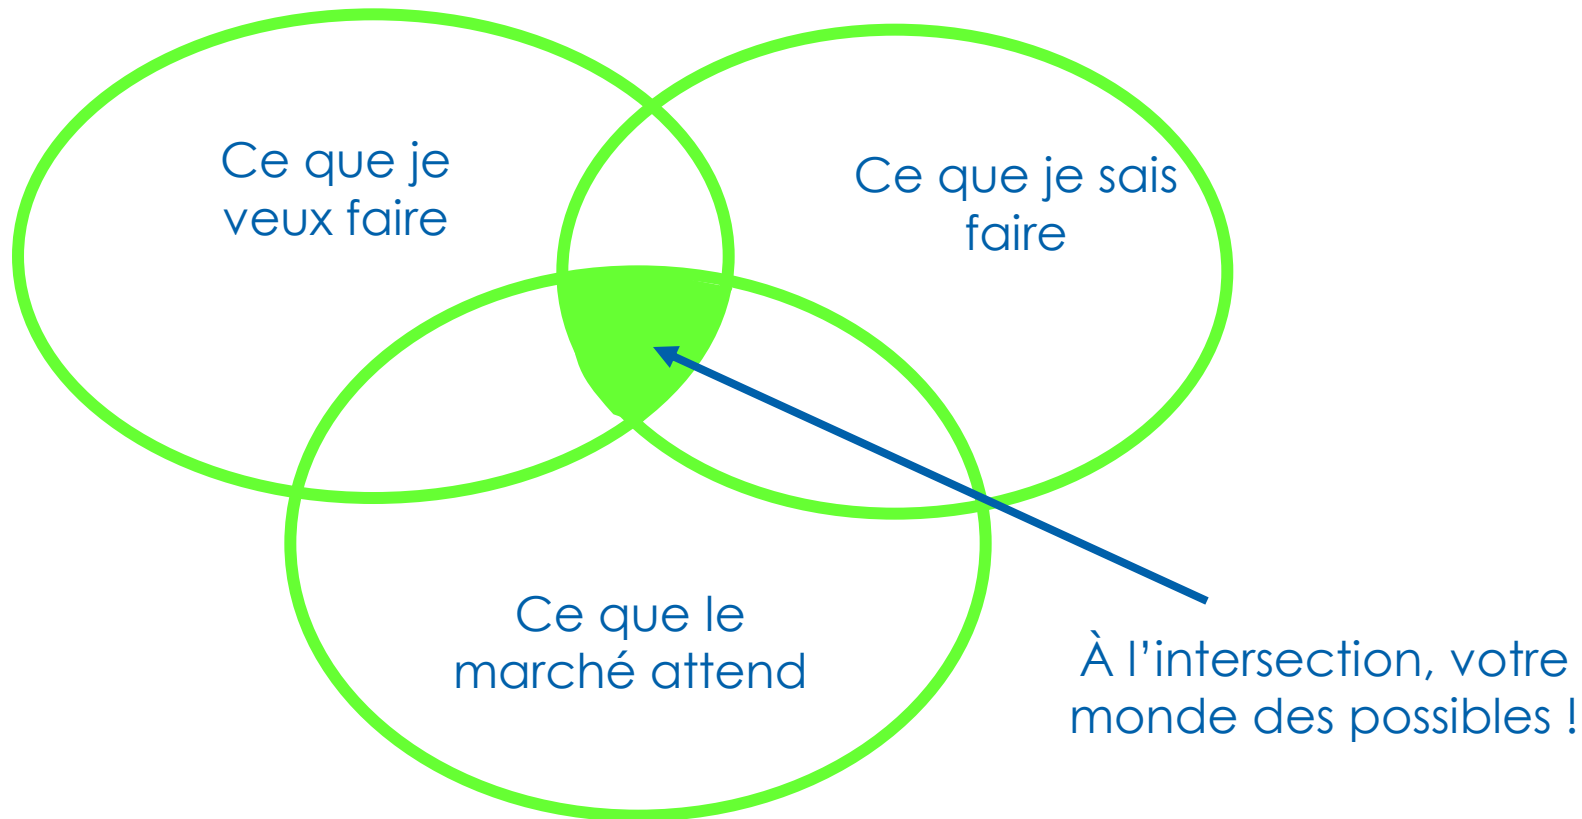 Ce que je
veux faire
Ce que je sais
faire
Ce que le
marché attend
À l’intersection, votre
monde des possibles !